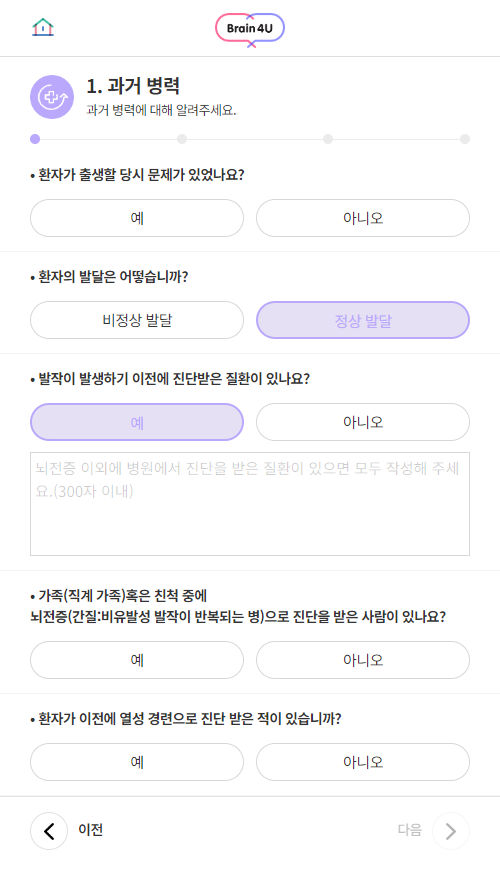 Brain 4U
1. 과거 병력
과거 병력에 대해 알려주세요.
• 환자가 출생할 당시 문제가 있었나요?
예
아니오
• 환자의 발달은 어떻습니까?
비정상 발달
정상 발달
• 발작이 발생하기 이전에 진단받은 질환이 있나요?
예
아니오
뇌전증 이외에 병원에서 진단을 받은 질환이 있으면 모두 작성해 주세
요.(300자 이내)
• 가족(직계 가족)혹은 친척 중에
뇌전증(간질:비유발성 발작이 반복되는 병)으로 진단을 받은 사람이 있나요?
예
아니오
• 환자가 이전에 열성 경련으로 진단 받은 적이 있습니까?
예
아니오
이전
다음